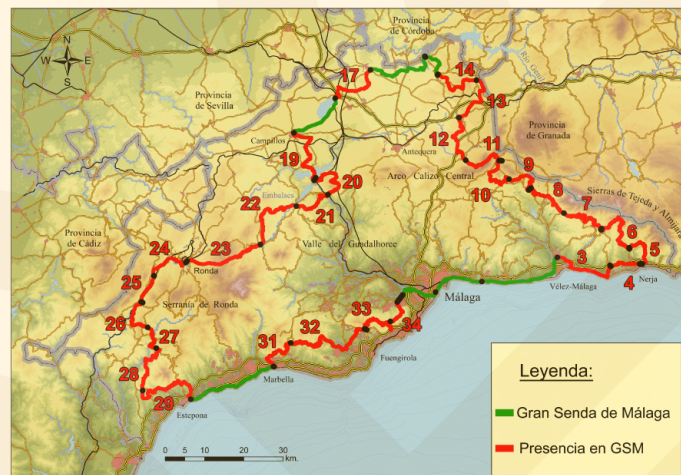 Provincia
de Córdoba
N
W E
S
Río Genil
17
14
13
Provincia
de Sevilla
Provincia
de Granada
Campillos
12
Antequera
11
19
Arco Calizo Central
9
10
20
Embalses
Sierras de Tejeda y Almijara
22
21
8
7
Provincia
de Cádiz
24
23
Valle del Guadalhorce
6
5
Ronda
3
4
Nerja
25
Serranía de Ronda
Málaga
Vélez-Málaga
26
27
33
34
31
32
Fuengirola
28
Marbella
29
Estepona
Leyenda:
Gran Senda de Málaga
Presencia en GSM
0 5 10 20 30
km.